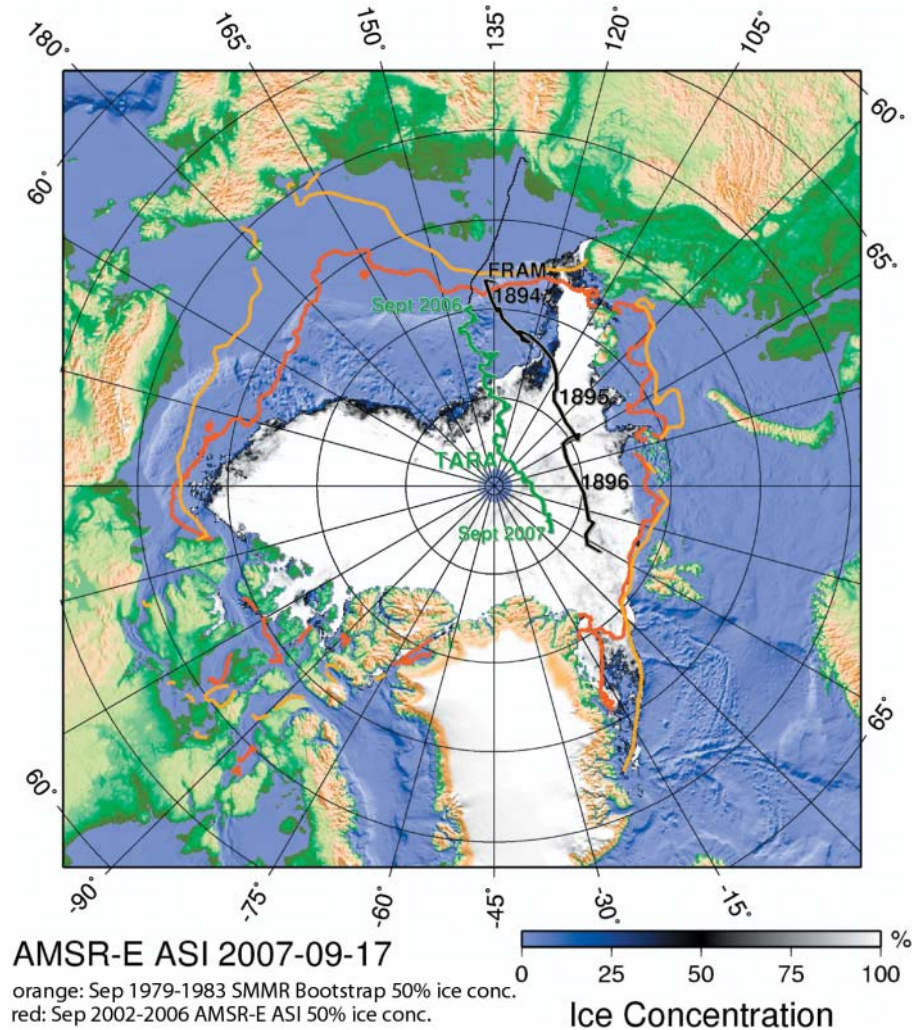 180°
165°
150°
135°
120°
105°
60°
60°
65°
FRAM
1894
Sept 2006
1895
TARA
1896
Sept 2007
65°
60°
-90°
-75°
-60°
-45°
-30°
-15°
AMSR-E ASI 2007-09-17
orange: Sep 1979-1983 SMMR Bootstrap 50% ice conc.
red: Sep 2002-2006 AMSR-E ASI 50% ice conc.
%
0 25 50 75 100
Ice Concentration